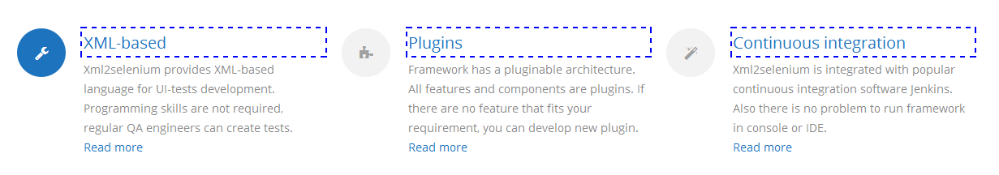 XML-based
Xml2selenium provides XML-based
language for UI-tests development.
Programming skills are not required,
regular QA engineers can create tests.
Read more
Plugins
Framework has a pluginable architecture.
All features and components are plugins. If
there are no feature that fits your
requirement, you can develop new plugin.
Read more
Continuous integration
Xml2selenium is integrated with popular
continuous integration software Jenkins.
Also there is no problem to run framework
in console or IDE.
Read more